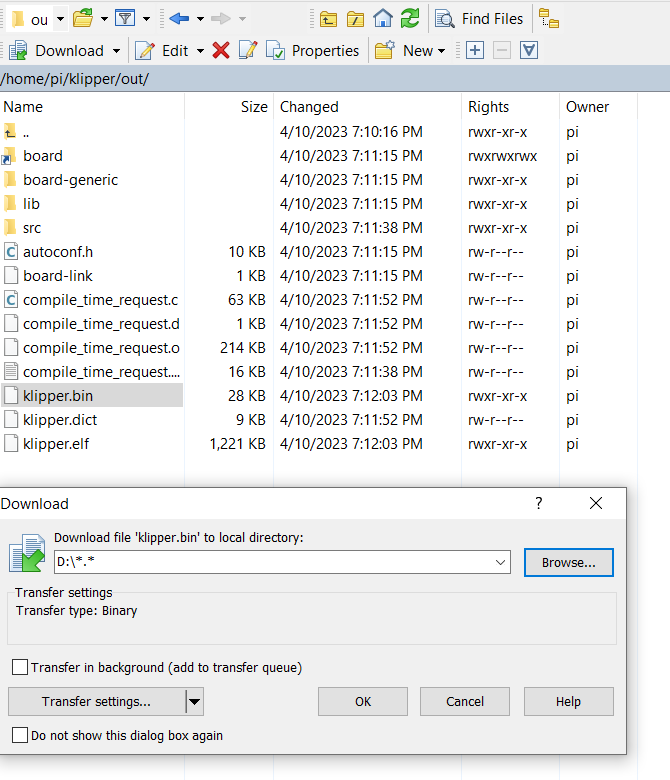 ou
Find Files
Download Edit Properties New
/home/pi/klipper/out/
Name Size Changed Rights Owner
.. 4/10/2023 7:10:16 PM rwxr-xr-x pi
board 4/10/2023 7:11:15 PM rwxrwxrwx pi
board-generic 4/10/2023 7:11:15 PM rwxr-xr-x pi
lib 4/10/2023 7:11:15 PM rwxr-xr-x pi
src 4/10/2023 7:11:38 PM rwxr-xr-x pi
autoconf.h 10 KB 4/10/2023 7:11:15 PM rw-r--r-- pi
board-link 1 KB 4/10/2023 7:11:15 PM rw-r--r-- pi
compile_time_request.c 63 KB 4/10/2023 7:11:52 PM rw-r--r-- pi
compile_time_request.d 1 KB 4/10/2023 7:11:52 PM rw-r--r-- pi
compile_time_request.o 214 KB 4/10/2023 7:11:52 PM rw-r--r-- pi
compile_time_request.... 16 KB 4/10/2023 7:11:38 PM rw-r--r-- pi
klipper.bin 28 KB 4/10/2023 7:12:03 PM rwxr-xr-x pi
klipper.dict 9 KB 4/10/2023 7:11:52 PM rw-r--r-- pi
klipper.elf 1,221 KB 4/10/2023 7:12:03 PM rwxr-xr-x pi
Download ?
Download file 'klipper.bin' to local directory:
D:\*.* Browse...
Transfer settings
Transfer type: Binary
Transfer in background (add to transfer queue)
Transfer settings... OK Cancel Help
Do not show this dialog box again